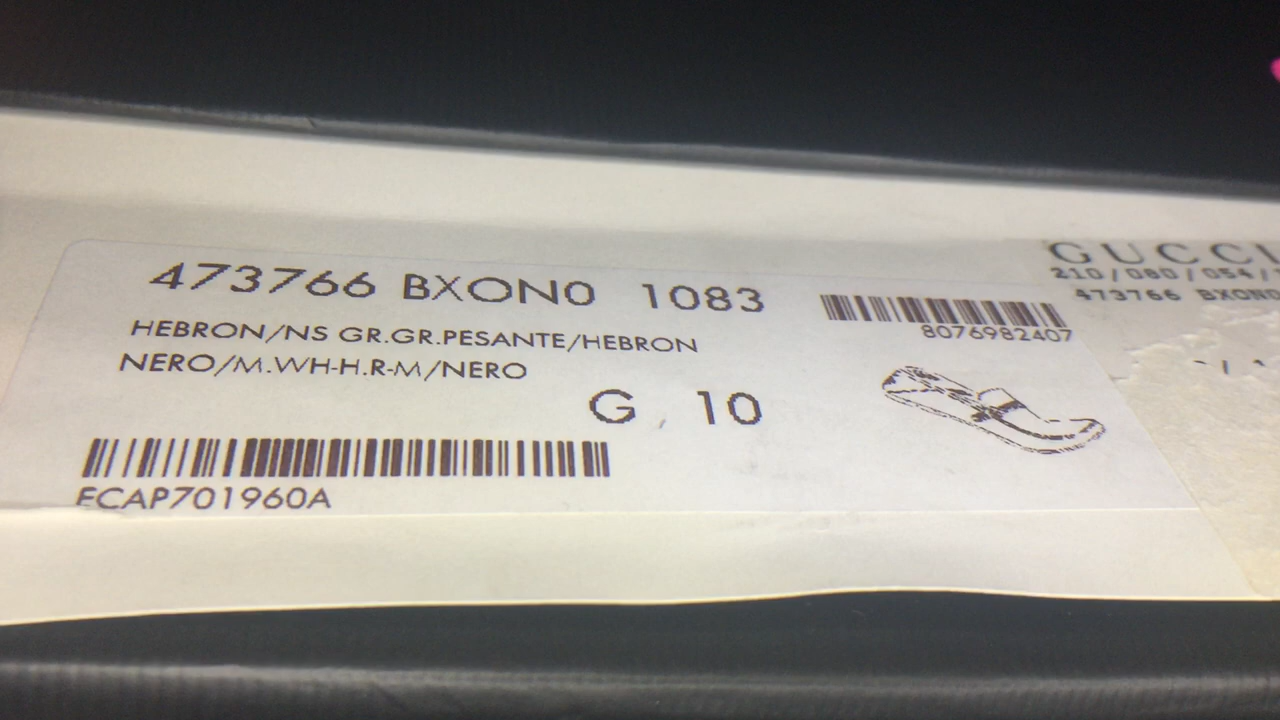 473766 BXON0 1083
HEBRON/NS GR.GR.PESANTE/HEBRON
NERO/M.WH-H.R-M/NERO
G 10
ECAP701960A
8076982407
GUCCI
210/080/054/
473766 BXON0